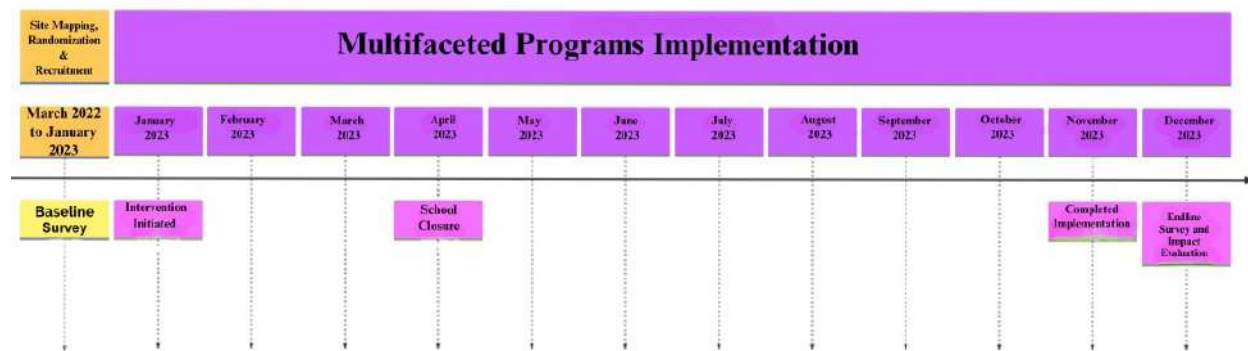 Site Mapping,
Randomization
&
Recruitment
Multifaceted Programs Implementation
March 2022
to January
2023
January
2023
February
2023
March
2023
April
2023
May
2023
June
2023
July
2023
August
2023
September
2023
October
2023
November
2023
December
2023
Baseline
Survey
Intervention
Initiated
School
Closure
Completed
Implementation
Endline
Survey and
Impact
Evaluation